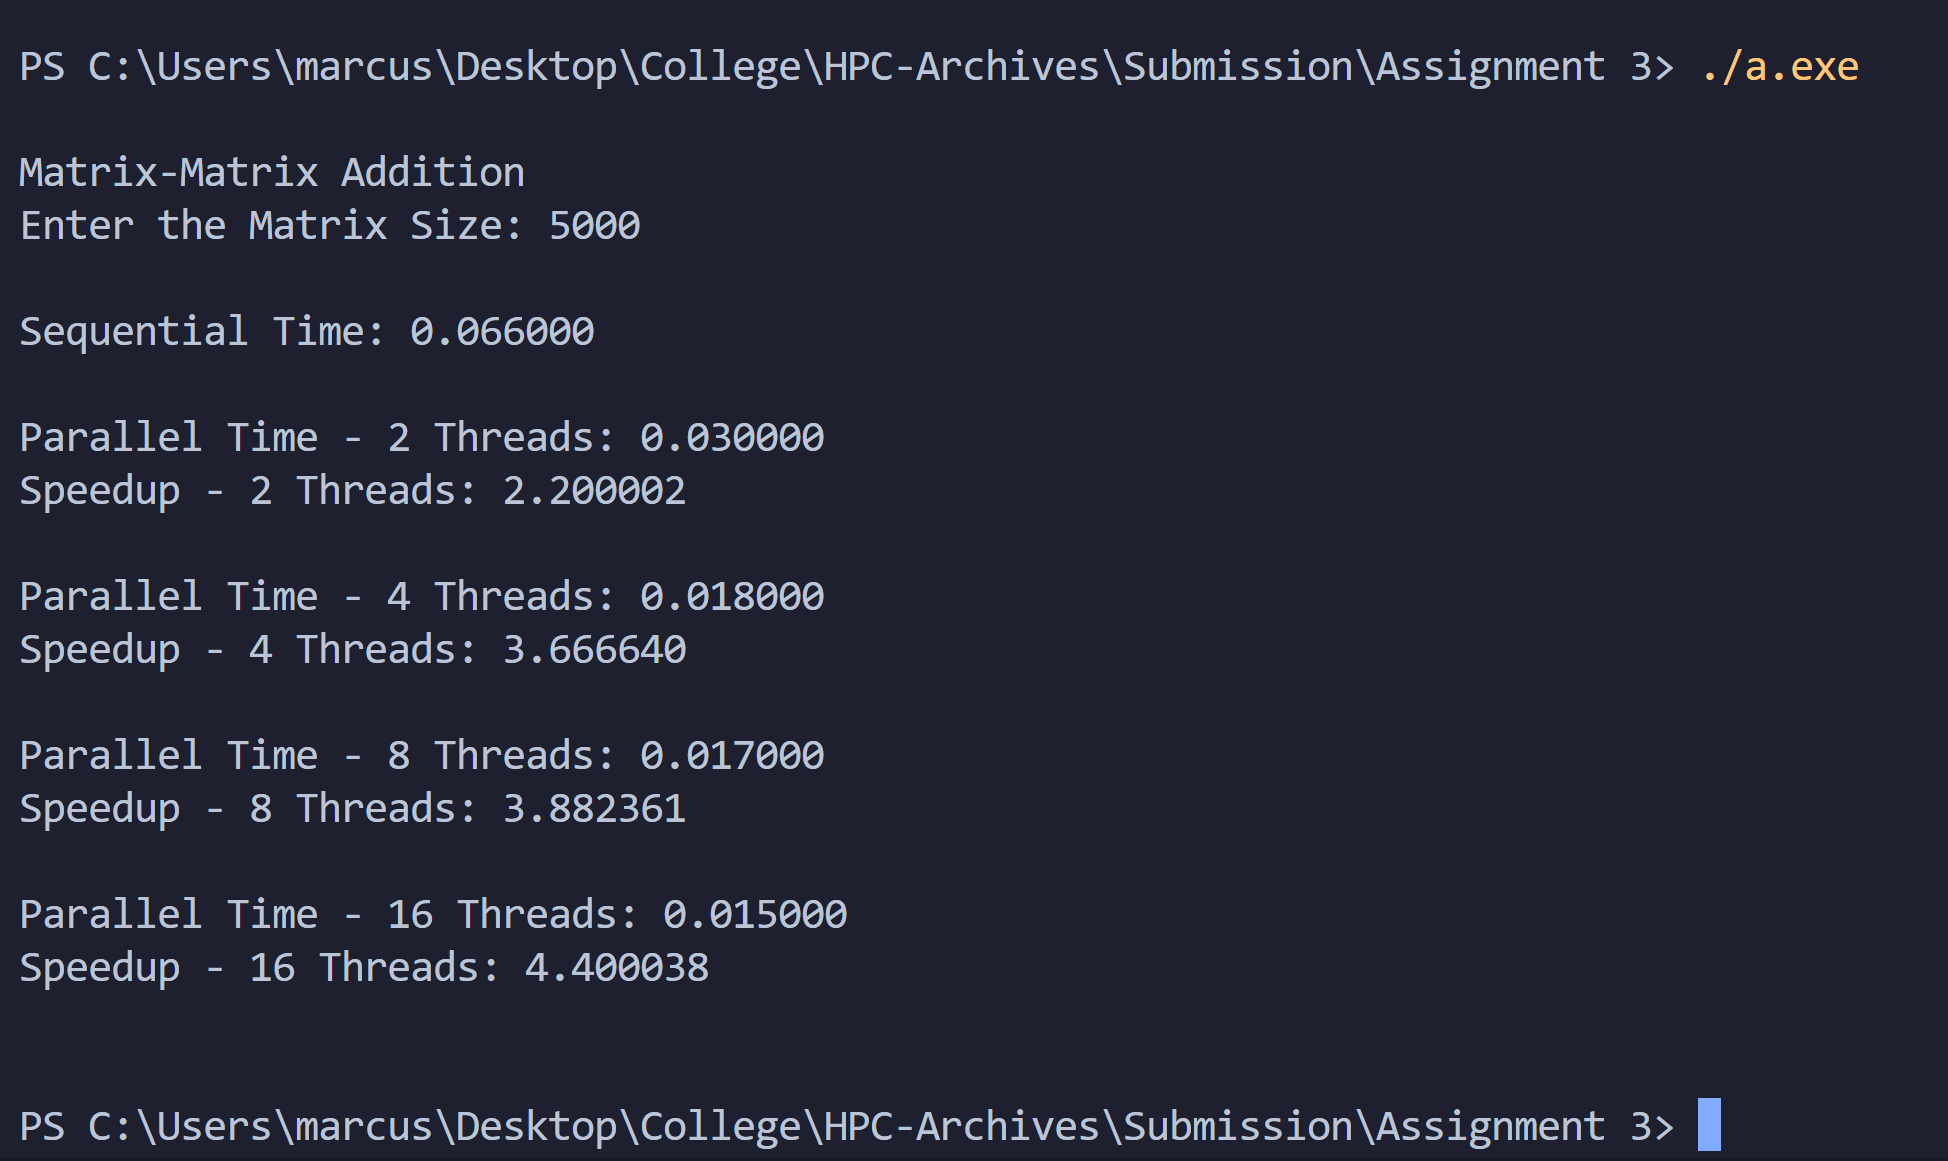 PS C:\Users\marcus\Desktop\College\HPC-Archives\Submission\Assignment 3> ./a.exe
Matrix-Matrix Addition
Enter the Matrix Size: 5000
Sequential Time: 0.066000
Parallel Time - 2 Threads: 0.030000
Speedup - 2 Threads: 2.200002
Parallel Time - 4 Threads: 0.018000
Speedup - 4 Threads: 3.666640
Parallel Time - 8 Threads: 0.017000
Speedup - 8 Threads: 3.882361
Parallel Time - 16 Threads: 0.015000
Speedup - 16 Threads: 4.400038
PS C:\Users\marcus\Desktop\College\HPC-Archives\Submission\Assignment 3>